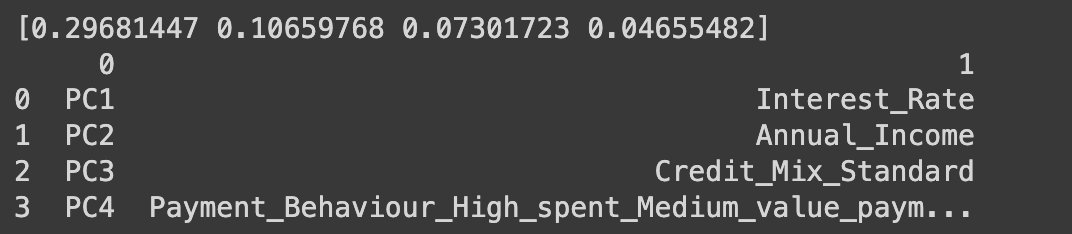 [0.29681447 0.10659768 0.07301723 0.04655482]
0 1
0 PC1 Interest_Rate
1 PC2 Annual_Income
2 PC3 Credit_Mix_Standard
3 PC4 Payment_Behaviour_High_spent_Medium_value_paym...